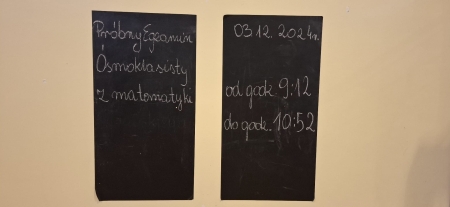 Próbny Egzamin
Ósmoklasisty
z matematyki
03.12.2024r.
od godz. 9:12
do godz. 10:52